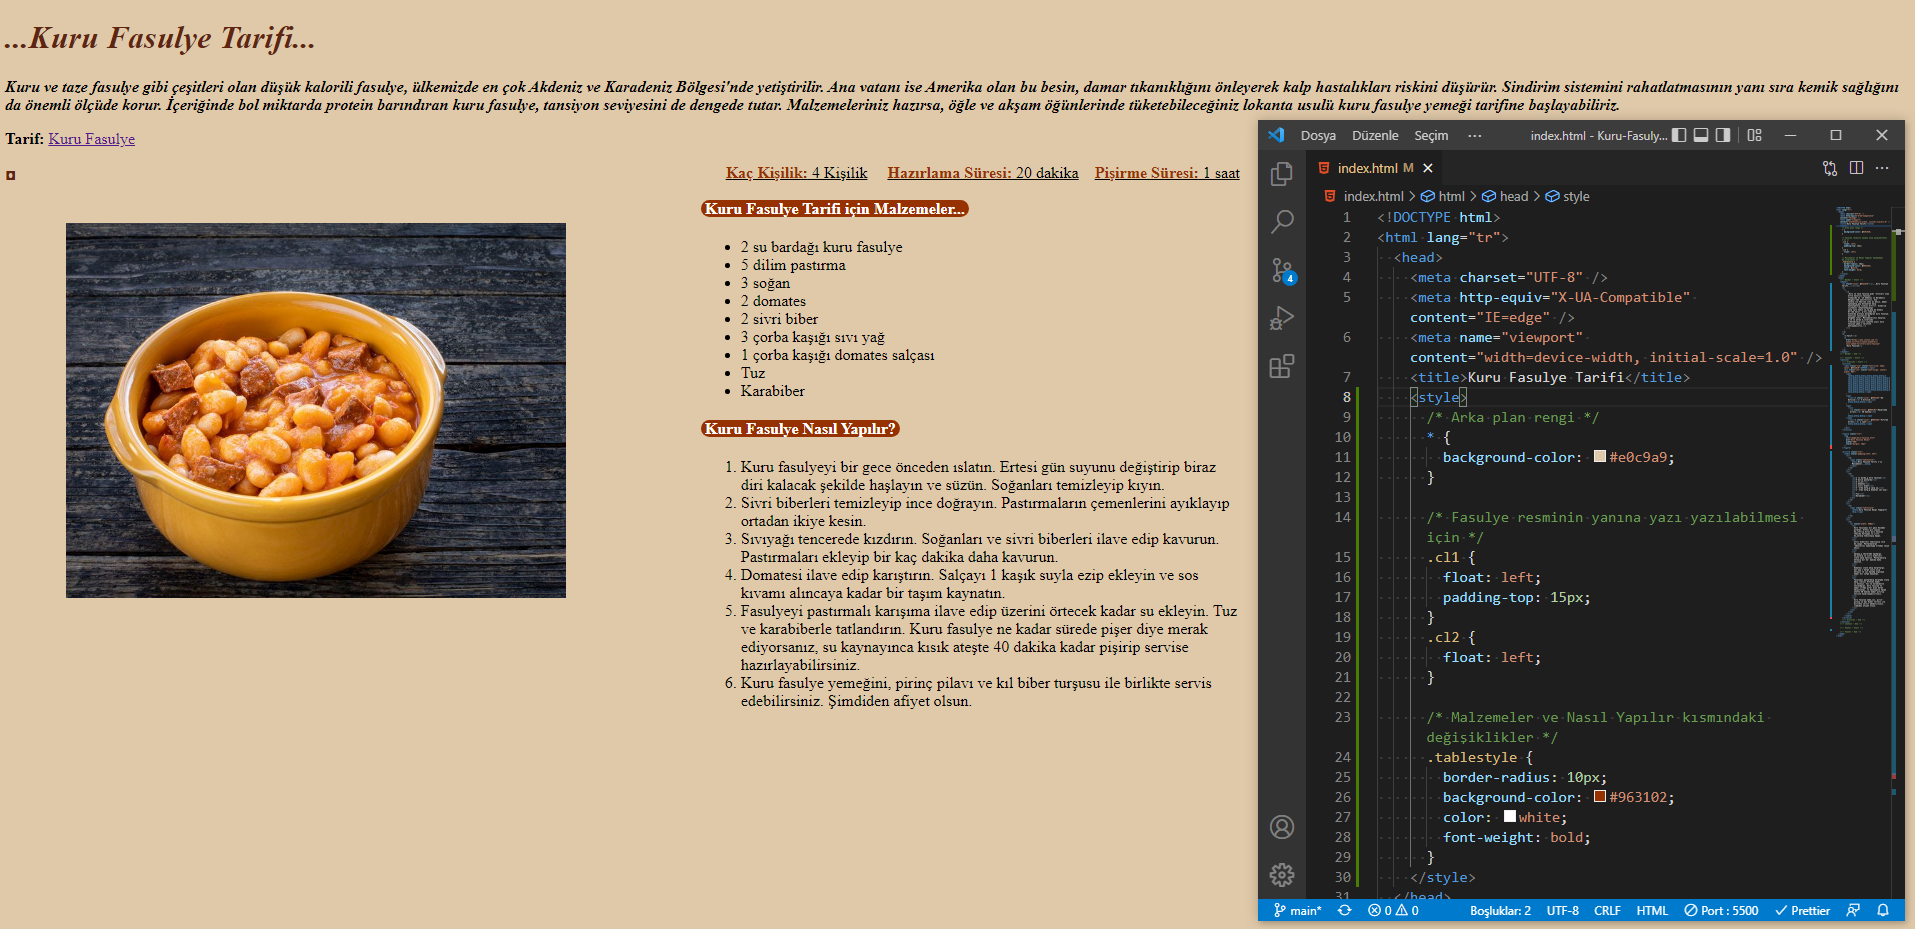 ...Kuru Fasulye Tarifi...
Kuru ve taze fasulye gibi çeşitleri olan düşük kalorili fasulye, ülkemizde en çok Akdeniz ve Karadeniz Bölgesi'nde yetiştirilir. Ana vatanı ise Amerika olan bu besin, damar tıkanıklığını önleyerek kalp hastalıkları riskini düşürür. Sindirim sistemini rahatlatmasının yanı sıra kemik sağlığını
da önemli ölçüde korur. İçeriğinde bol miktarda protein barındıran kuru fasulye, tansiyon seviyesini de dengede tutar. Malzemeleriniz hazırsa, öğle ve akşam öğünlerinde tüketebileceğiniz lokanta usulü kuru fasulye yemeği tarifine başlayabiliriz.
Tarif: Kuru Fasulye
Kaç Kişilik: 4 Kişilik Hazırlama Süresi: 20 dakika Pişirme Süresi: 1 saat
Kuru Fasulye Tarifi için Malzemeler...
• 2 su bardağı kuru fasulye
• 5 dilim pastırma
• 3 soğan
• 2 domates
• 2 sivri biber
• 3 çorba kaşığı sıvı yağ
• 1 çorba kaşığı domates salçası
• Tuz
• Karabiber
Kuru Fasulye Nasıl Yapılır?
1. Kuru fasulyeyi bir gece önceden ıslatın. Ertesi gün suyunu değiştirip biraz
diri kalacak şekilde haşlayın ve süzün. Soğanları temizleyip kıyın.
2. Sivri biberleri temizleyip ince doğrayın. Pastırmaların çemenlerini ayıklayıp
ortadan ikiye kesin.
3. Sıvıyağı tencerede kızdırın. Soğanları ve sivri biberleri ilave edip kavurun.
Pastırmaları ekleyip bir kaç dakika daha kavurun.
4. Domatesi ilave edip karıştırın. Salçayı 1 kaşık suyla ezip ekleyin ve sos
kıvamı alıncaya kadar bir taşım kaynatın.
5. Fasulyeyi pastırmalı karışıma ilave edip üzerini örtecek kadar su ekleyin. Tuz
ve karabiberle tatlandırın. Kuru fasulye ne kadar sürede pişer diye merak
ediyorsanız, su kaynayınca kısık ateşte 40 dakika kadar pişirip servise
hazırlayabilirsiniz.
6. Kuru fasulye yemeğini, pirinç pilavı ve kıl biber turşusu ile birlikte servis
edebilirsiniz. Şimdiden afiyet olsun.
Dosya Düzenle Seçim ··· index.html - Kuru-Fasuly...
index.html M
index.html > html > head > style
1 <!DOCTYPE html>
2 <html lang="tr">
3 <head>
4 <meta charset="UTF-8" />
5 <meta http-equiv="X-UA-Compatible"
content="IE=edge" />
6 <meta name="viewport"
content="width=device-width, initial-scale=1.0" />
7 <title>Kuru Fasulye Tarifi</title>
8 <style>
9 /* Arka plan rengi */
10 * {
11 background-color: #e0c9a9;
12 }
13
14 /* Fasulye resminin yanına yazı yazılabilmesi
için */
15 .cl1 {
16 float: left;
17 padding-top: 15px;
18 }
19 .cl2 {
20 float: left;
21 }
22
23 /* Malzemeler ve Nasıl Yapılır kısmındaki
değişiklikler */
24 .tablestyle {
25 border-radius: 10px;
26 background-color: #963102;
27 color: white;
28 font-weight: bold;
29 }
30 </style>
31 </head>
4
main* 0 0 Boşluklar: 2 UTF-8 CRLF HTML Port : 5500 Prettier